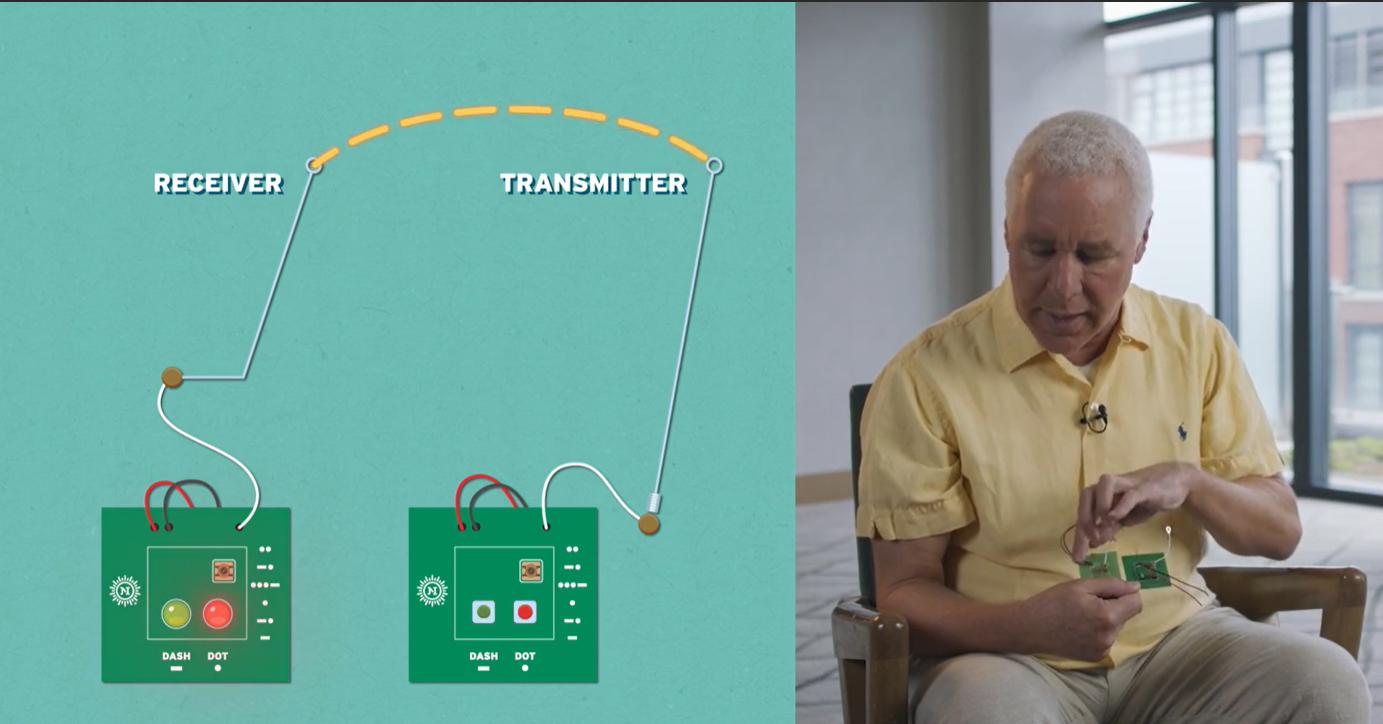 RECEIVER
TRANSMITTER
N
DASH DOT
N
DASH DOT